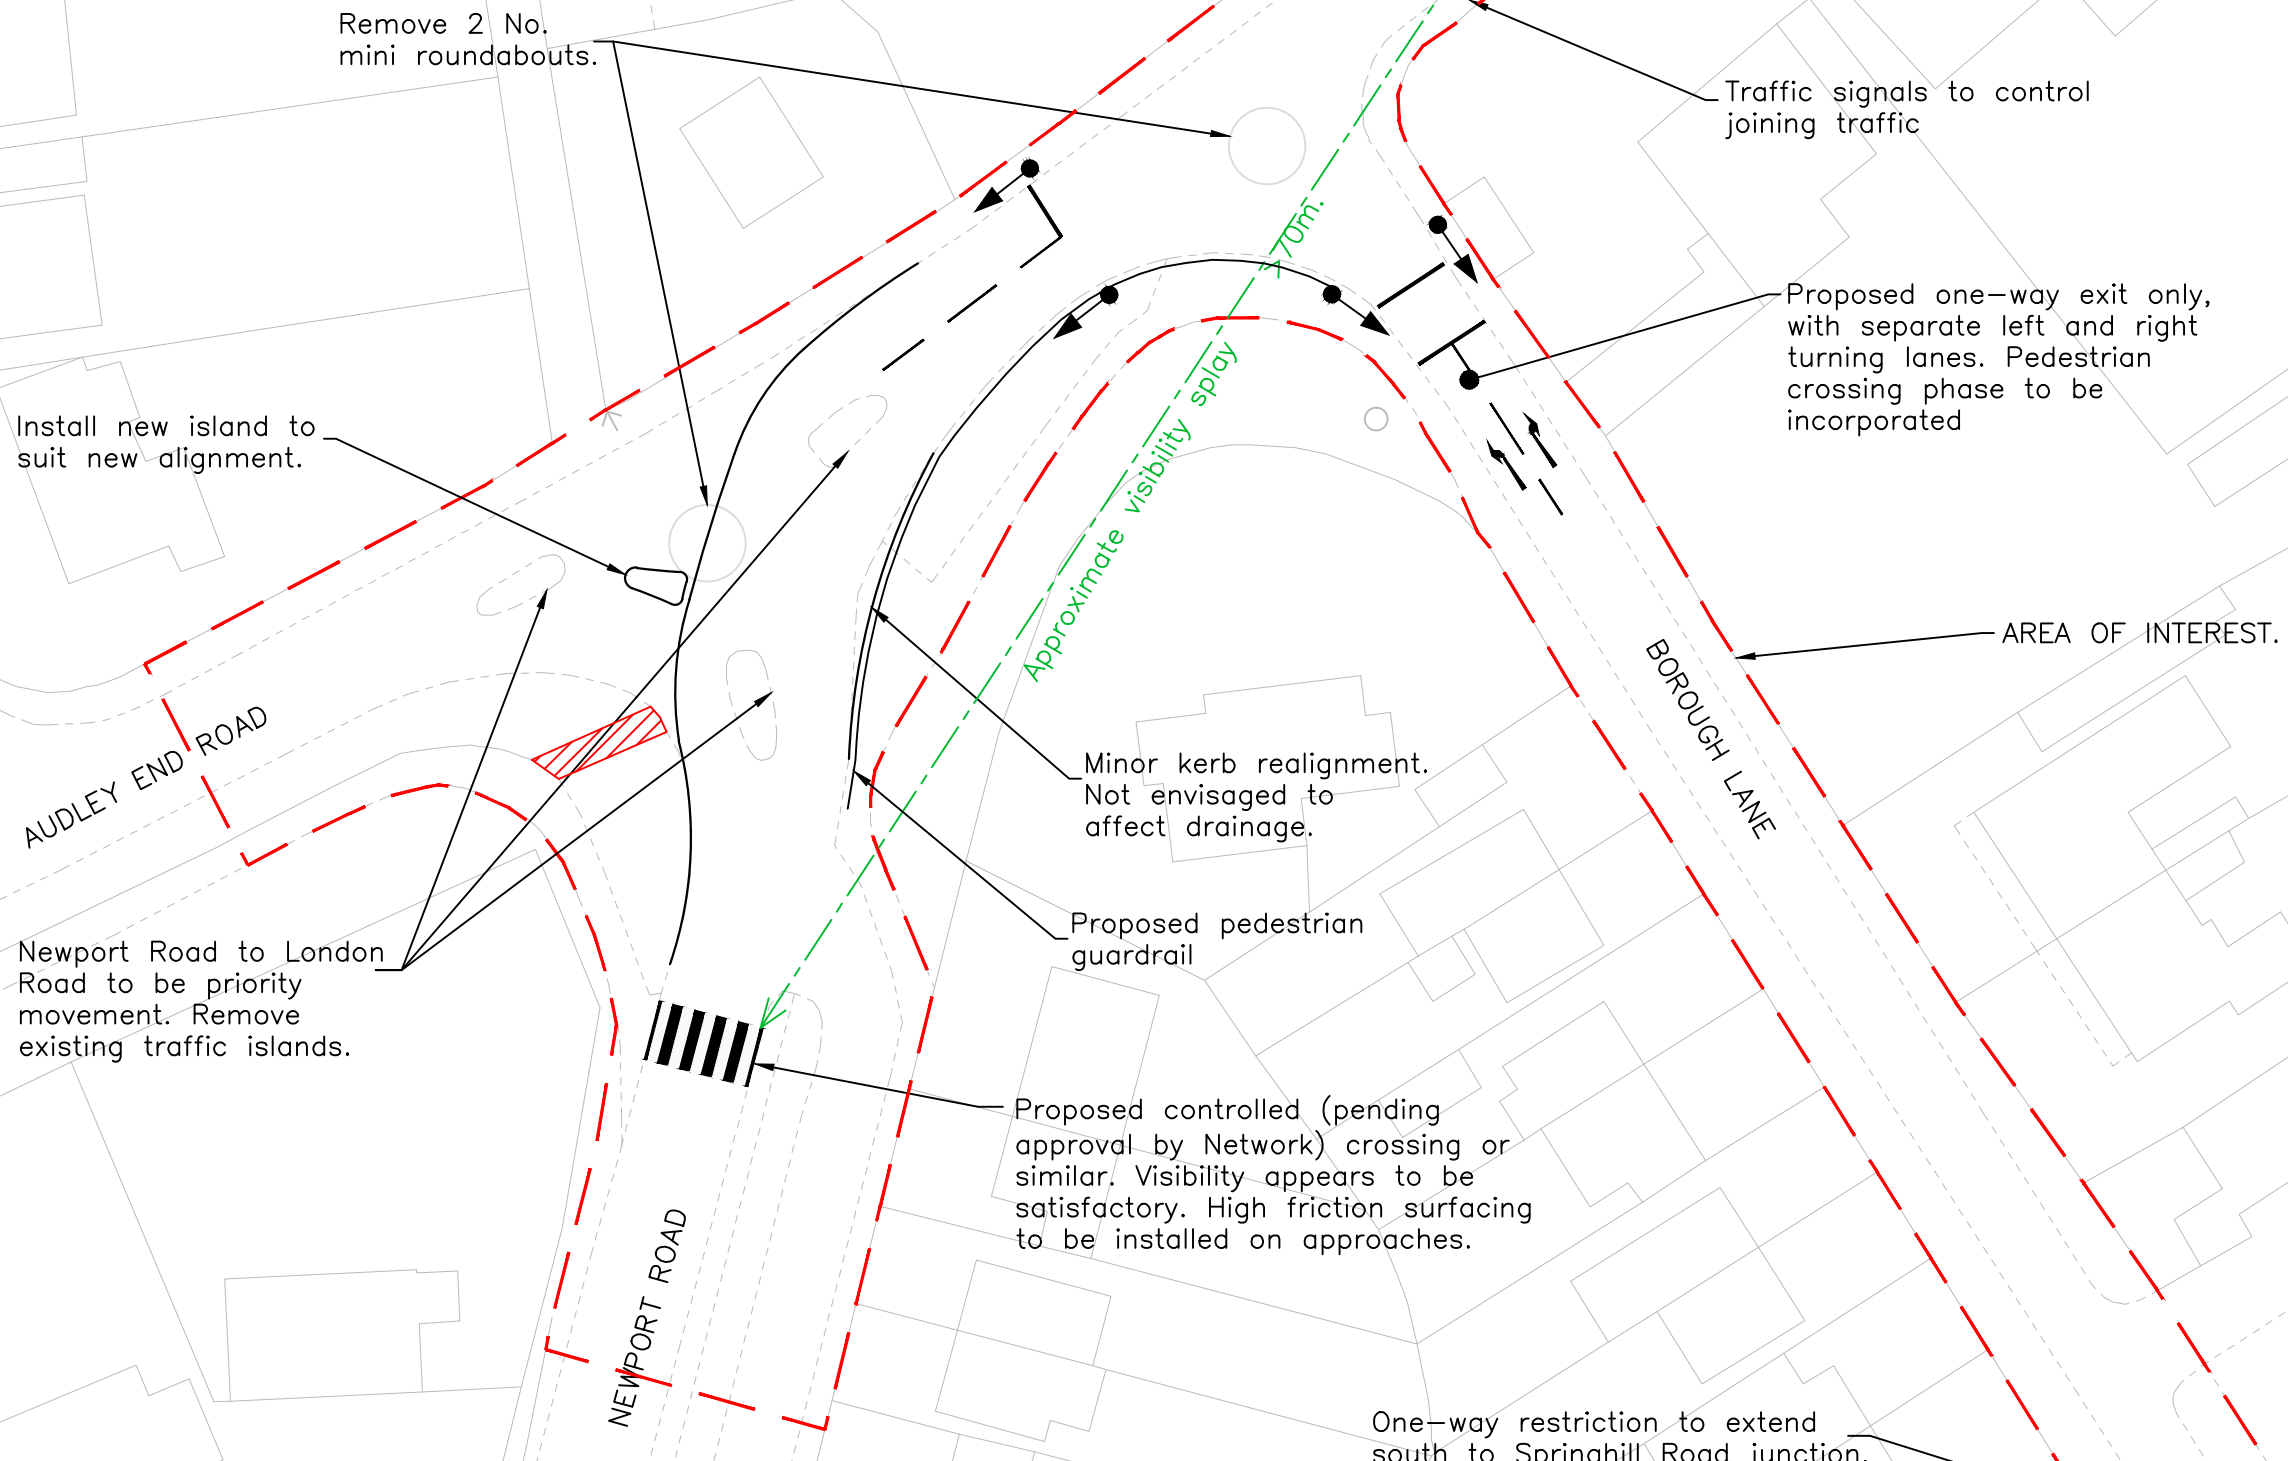 Remove 2 No.
mini roundabouts.
Traffic signals to control
joining traffic
>70m.
Proposed one-way exit only,
with separate left and right
turning lanes. Pedestrian
crossing phase to be
incorporated
Install new island to
suit new alignment.
Approximate visibility splay
AREA OF INTEREST.
BOROUGH LANE
AUDLEY END ROAD
Minor kerb realignment.
Not envisaged to
affect drainage.
Proposed pedestrian
guardrail
Newport Road to London
Road to be priority
movement. Remove
existing traffic islands.
Proposed controlled (pending
approval by Network) crossing or
similar. Visibility appears to be
satisfactory. High friction surfacing
to be installed on approaches.
NEWPORT ROAD
One-way restriction to extend
south to Springhill Road junction.